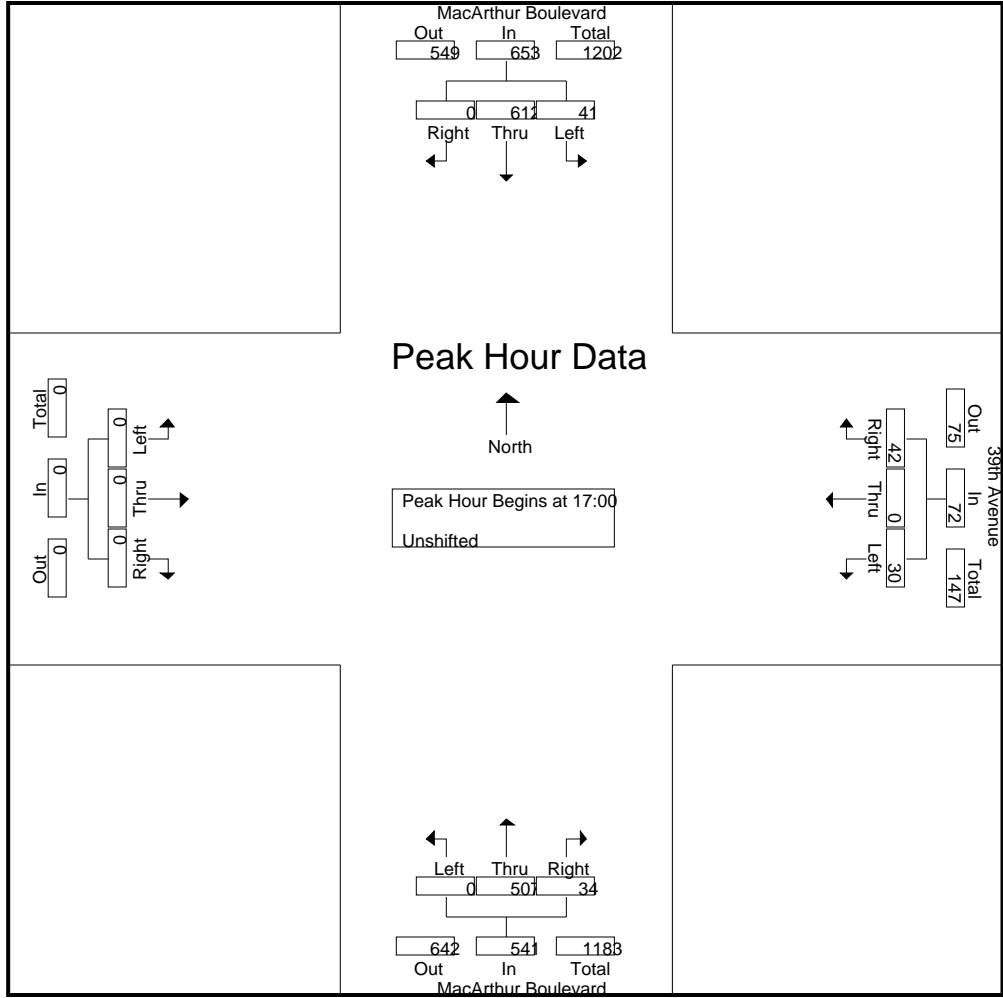 MacArthur Boulevard
Out In Total
549 653 1202
0 612 41
Right Thru Left
Peak Hour Data
North
Peak Hour Begins at 17:00
Unshifted
Total In Out
0 0 0
0 0 0
Left Thru Right
39th Avenue
Out In Total
75 72 147
42 0 30
Right Thru Left
Left Thru Right
0 507 34
642 541 1183
Out In Total
MacArthur Boulevard